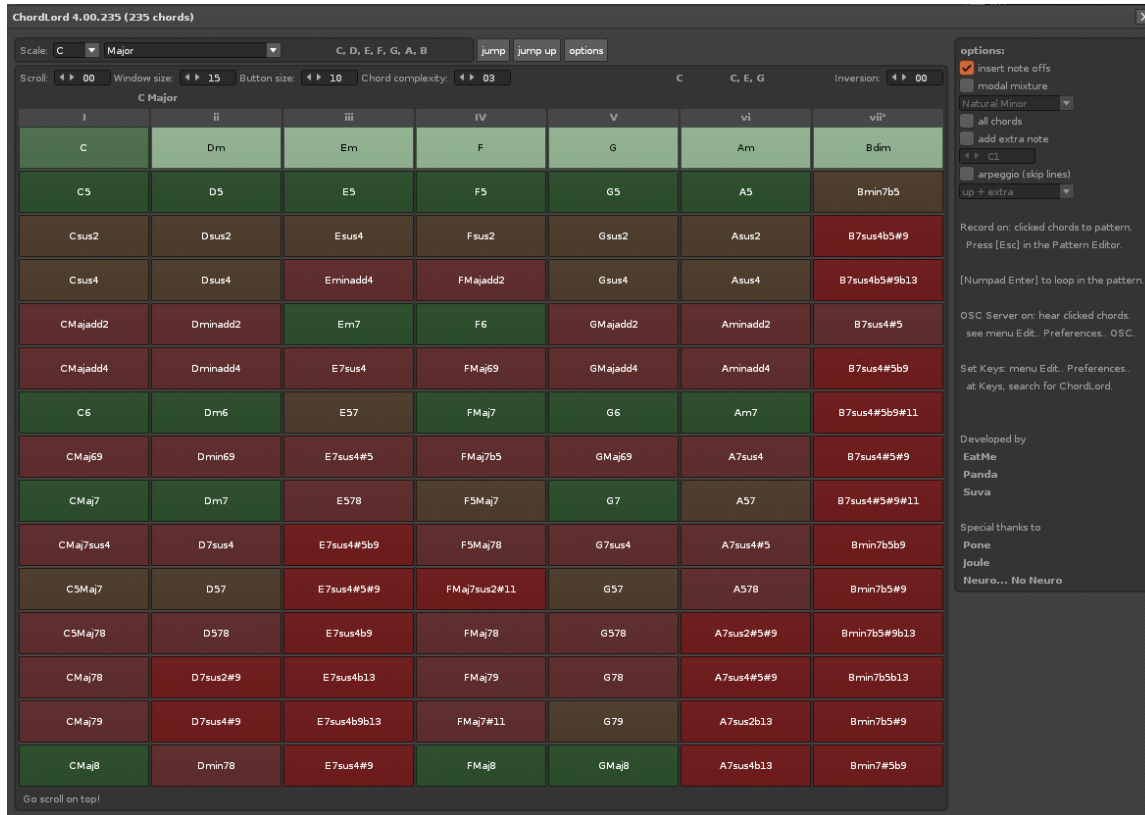 ChordLord 4.00.235 (235 chords)
Scale: C Major C, D, E, F, G, A, B jump jump up options
Scroll: 00 Window size: 15 Button size: 10 Chord complexity: 03 C C, E, G Inversion: 00
C Major
I ii iii IV V vi vii°
C Dm Em F G Am Bdim
C5 D5 E5 F5 G5 A5 Bmin7b5
Csus2 Dsus2 Esus4 Fsus2 Gsus2 Asus2 B7sus4b5#9
Csus4 Dsus4 Eminadd4 FMajadd2 Gsus4 Asus4 B7sus4b5#9b13
CMajadd2 Dminadd2 Em7 F6 GMajadd2 Aminadd2 B7sus4#5
CMajadd4 Dminadd4 E7sus4 FMaj69 GMajadd4 Aminadd4 B7sus4#5b9
C6 Dm6 E57 FMaj7 G6 Am7 B7sus4#5b9#11
CMaj69 Dmin69 E7sus4#5 FMaj7b5 GMaj69 A7sus4 B7sus4#5#9
CMaj7 Dm7 E578 F5Maj7 G7 A57 B7sus4#5#9#11
CMaj7sus4 D7sus4 E7sus4#5b9 F5Maj78 G7sus4 A7sus4#5 Bmin7b5b9
C5Maj7 D57 E7sus4#5#9 FMaj7sus2#11 G57 A578 Bmin7b5#9
C5Maj78 D578 E7sus4b9 FMaj78 G578 A7sus2#5#9 Bmin7b5#9b13
CMaj78 D7sus2#9 E7sus4b13 FMaj79 G78 A7sus4#5#9 Bmin7b5b13
CMaj79 D7sus4#9 E7sus4b9b13 FMaj7#11 G79 A7sus2b13 Bmin7b5#9
CMaj8 Dmin78 E7sus4#9 FMaj8 GMaj8 A7sus4b13 Bmin7#5b9
Go scroll on top!
options:
insert note offs
modal mixture
Natural Minor
all chords
add extra note
C1
arpeggio (skip lines)
up + extra
Record on: clicked chords to pattern.
Press [Esc] in the Pattern Editor.
[Numpad Enter] to loop in the pattern.
OSC Server on: hear clicked chords.
see menu Edit.. Preferences.. OSC.
Set Keys: menu Edit.. Preferences..
at Keys, search for ChordLord.
Developed by
EatMe
Panda
Suva
Special thanks to
Pone
Joule
Neuro... No Neuro